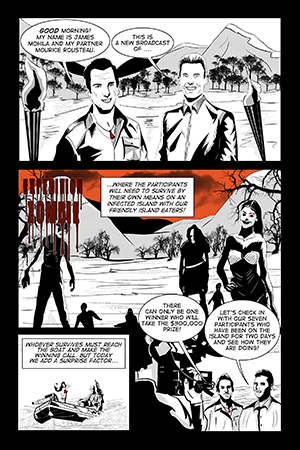 GOOD MORNING!
MY NAME IS JAMES
MOHILA AND MY PARTNER
MOURICE ROUSTEAU.
THIS IS
A NEW BROADCAST
OF ....
EXPEDITION
ZOMBIE
...WHERE THE PARTICIPANTS
WILL NEED TO SURVIVE BY
THEIR OWN MEANS ON AN
INFECTED ISLAND WITH OUR
FRIENDLY ISLAND EATERS!
THERE
CAN ONLY BE ONE
WINNER WHO WILL
TAKE THE $300,000
PRIZE!
LET'S CHECK IN
WITH OUR SEVEN
PARTICIPANTS WHO
HAVE BEEN ON THE
ISLAND FOR TWO DAYS
AND SEE HOW THEY
ARE DOING!
WHOEVER SURVIVES MUST REACH
THE BOAT AND MAKE THE
WINNING CALL. BUT TODAY
WE ADD A SURPRISE FACTOR...